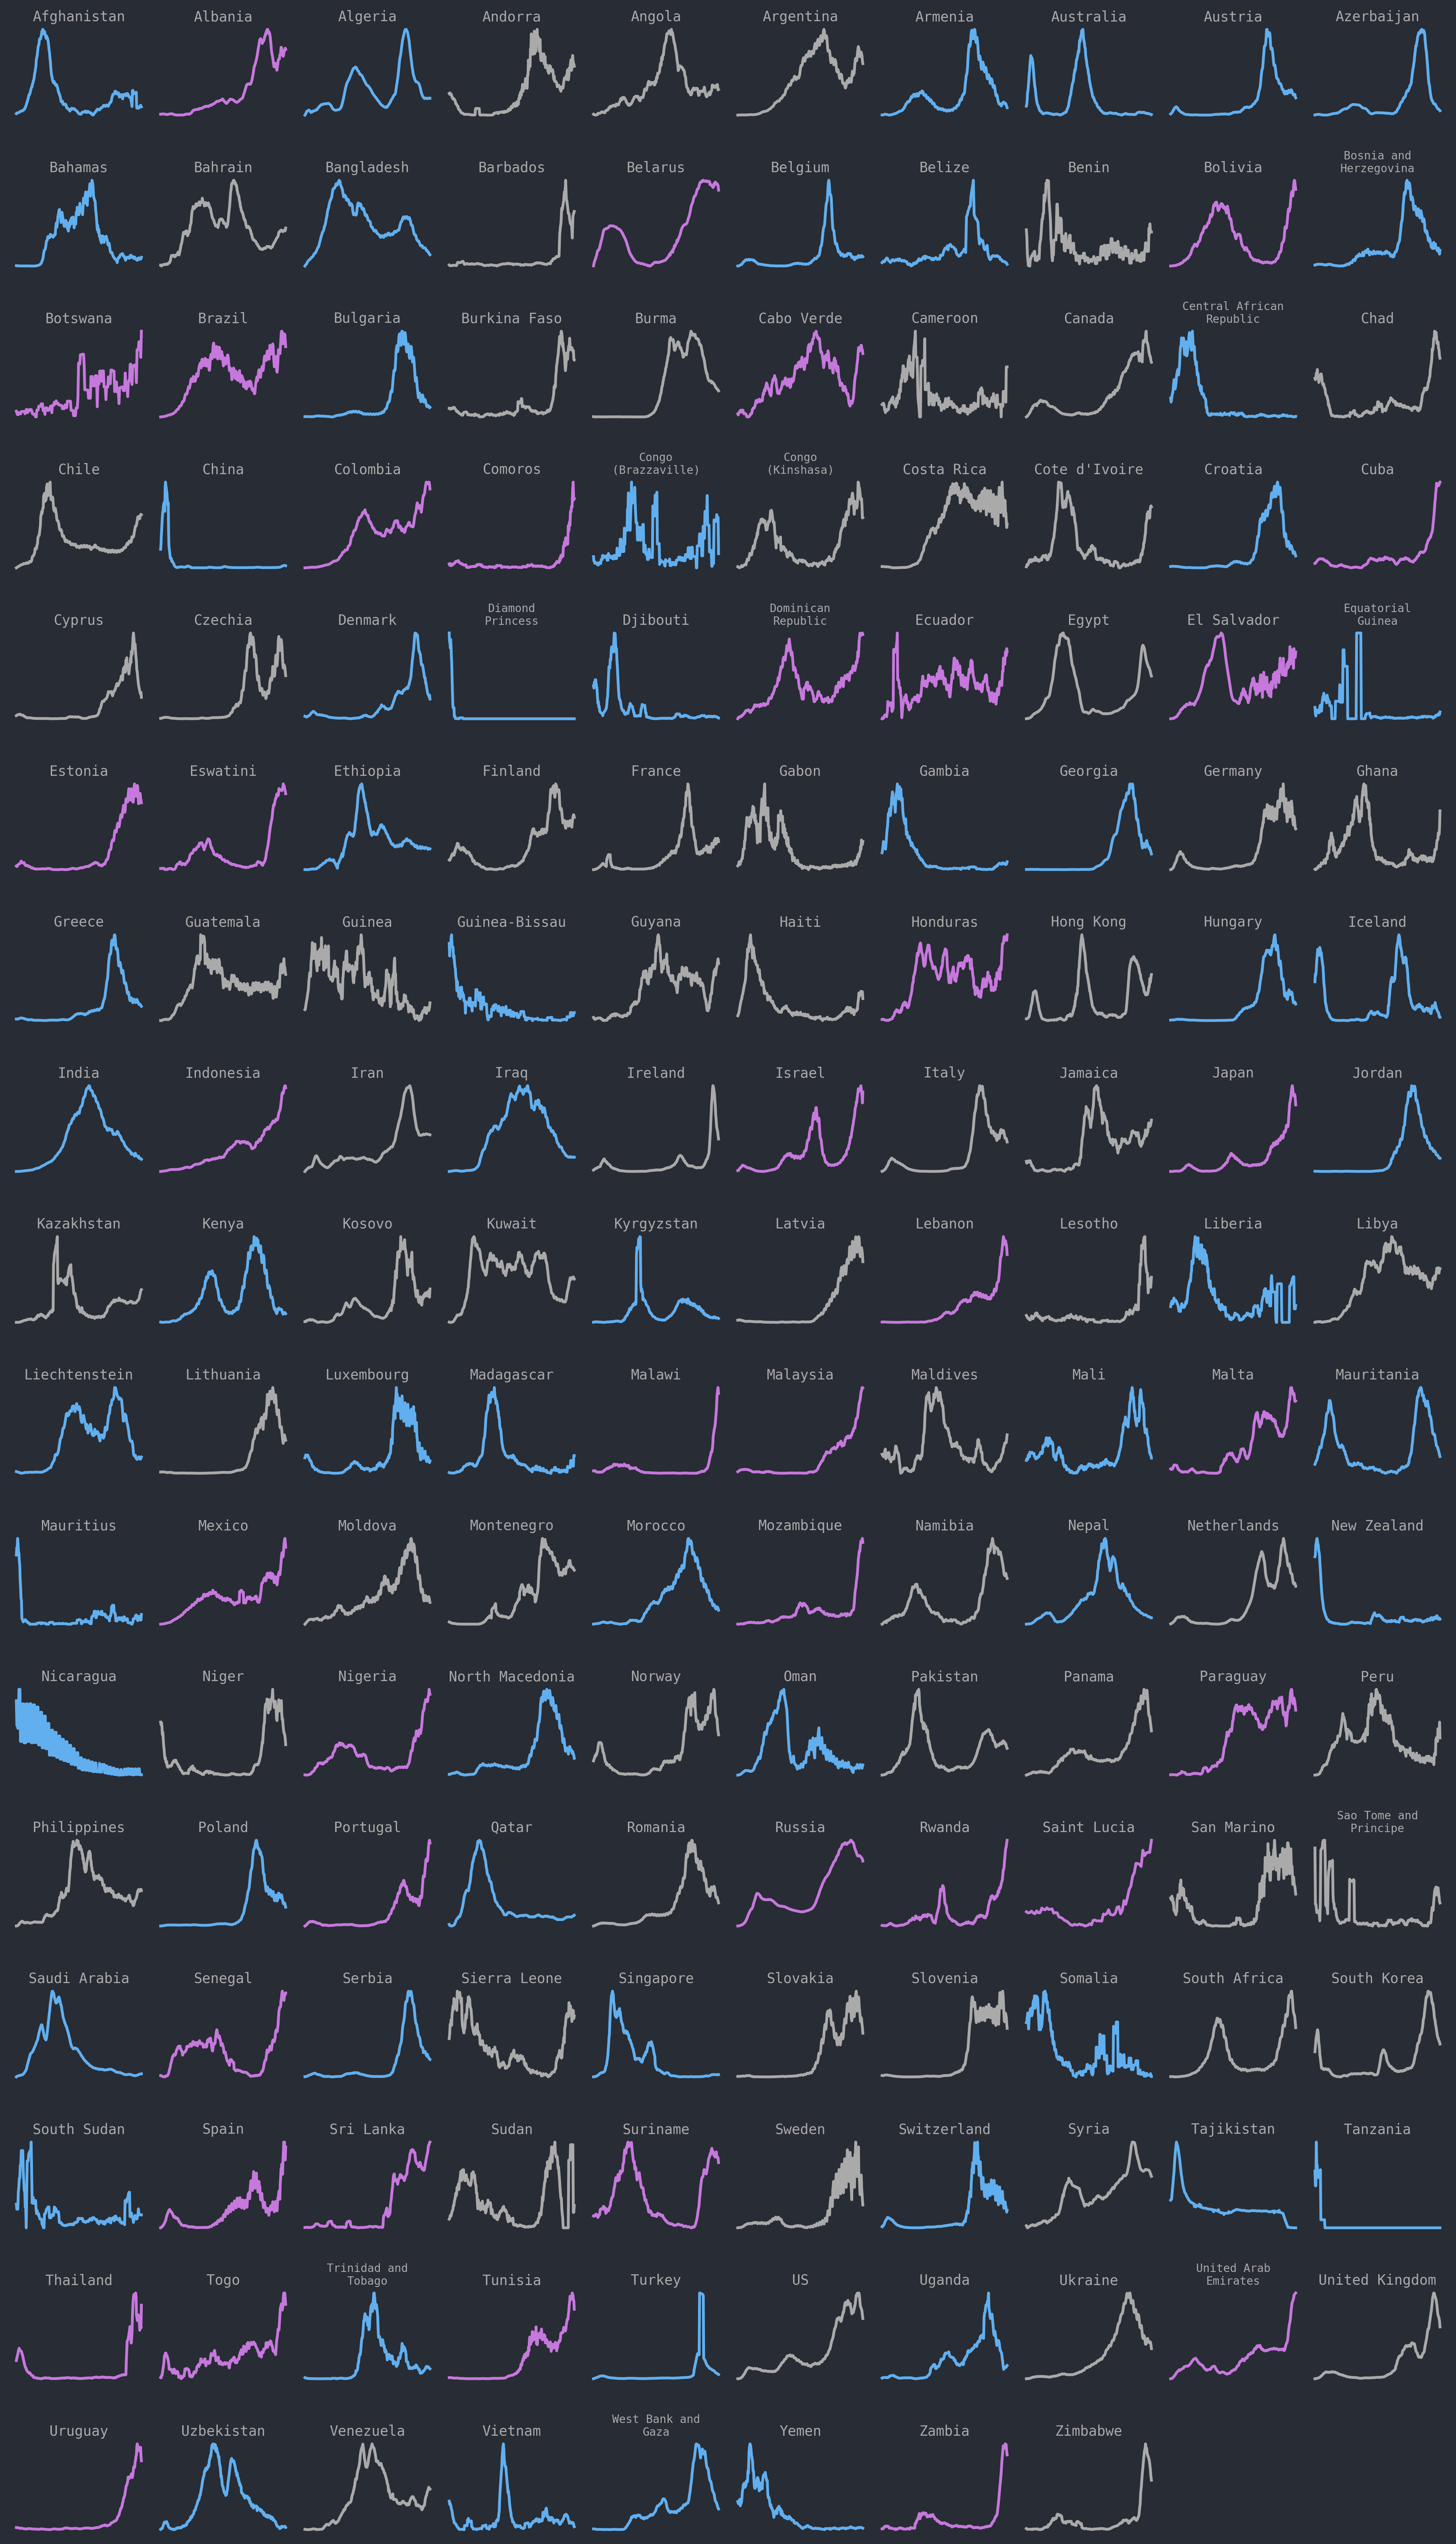 Afghanistan Albania Algeria Andorra Angola Argentina Armenia Australia Austria Azerbaijan
Bahamas Bahrain Bangladesh Barbados Belarus Belgium Belize Benin Bolivia Bosnia and
Herzegovina
Botswana Brazil Bulgaria Burkina Faso Burma Cabo Verde Cameroon Canada Central African
Republic Chad
Chile China Colombia Comoros Congo
(Brazzaville) Congo
(Kinshasa) Costa Rica Cote d'Ivoire Croatia Cuba
Cyprus Czechia Denmark Diamond
Princess Djibouti Dominican
Republic Ecuador Egypt El Salvador Equatorial
Guinea
Estonia Eswatini Ethiopia Finland France Gabon Gambia Georgia Germany Ghana
Greece Guatemala Guinea Guinea-Bissau Guyana Haiti Honduras Hong Kong Hungary Iceland
India Indonesia Iran Iraq Ireland Israel Italy Jamaica Japan Jordan
Kazakhstan Kenya Kosovo Kuwait Kyrgyzstan Latvia Lebanon Lesotho Liberia Libya
Liechtenstein Lithuania Luxembourg Madagascar Malawi Malaysia Maldives Mali Malta Mauritania
Mauritius Mexico Moldova Montenegro Morocco Mozambique Namibia Nepal Netherlands New Zealand
Nicaragua Niger Nigeria North Macedonia Norway Oman Pakistan Panama Paraguay Peru
Philippines Poland Portugal Qatar Romania Russia Rwanda Saint Lucia San Marino Sao Tome and
Principe
Saudi Arabia Senegal Serbia Sierra Leone Singapore Slovakia Slovenia Somalia South Africa South Korea
South Sudan Spain Sri Lanka Sudan Suriname Sweden Switzerland Syria Tajikistan Tanzania
Thailand Togo Trinidad and
Tobago Tunisia Turkey US Uganda Ukraine United Arab
Emirates United Kingdom
Uruguay Uzbekistan Venezuela Vietnam West Bank and
Gaza Yemen Zambia Zimbabwe